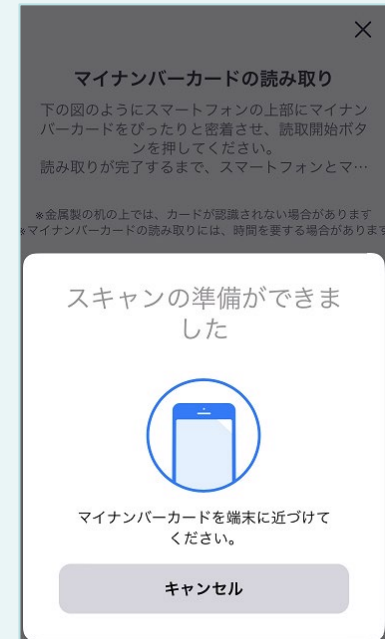 マイナンバーカードの読み取り
下の図のようにスマートフォンの上部にマイナン
バーカードをぴったりと密着させ、読取開始ボタ
ンを押してください。
読み取りが完了するまで、スマートフォンとマ…
※金属製の机の上では、カードが認識されない場合があります
※マイナンバーカードの読み取りには、時間を要する場合があります
スキャンの準備ができま
した
マイナンバーカードを端末に近づけて
ください。
キャンセル